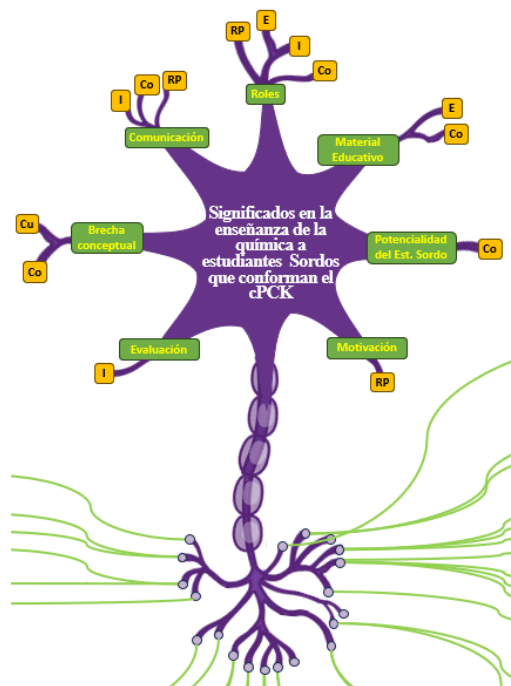 E
RP
I
Co
Roles
Co
RP
I
Comunicación
E
Co
Material
Educativo
Significados en la
enseñanza de la
química a
estudiantes Sordos
que conforman el
cPCK
Cu
Co
Brecha
conceptual
Potencialidad
del Est. Sordo
Co
Evaluación
I
Motivación
RP